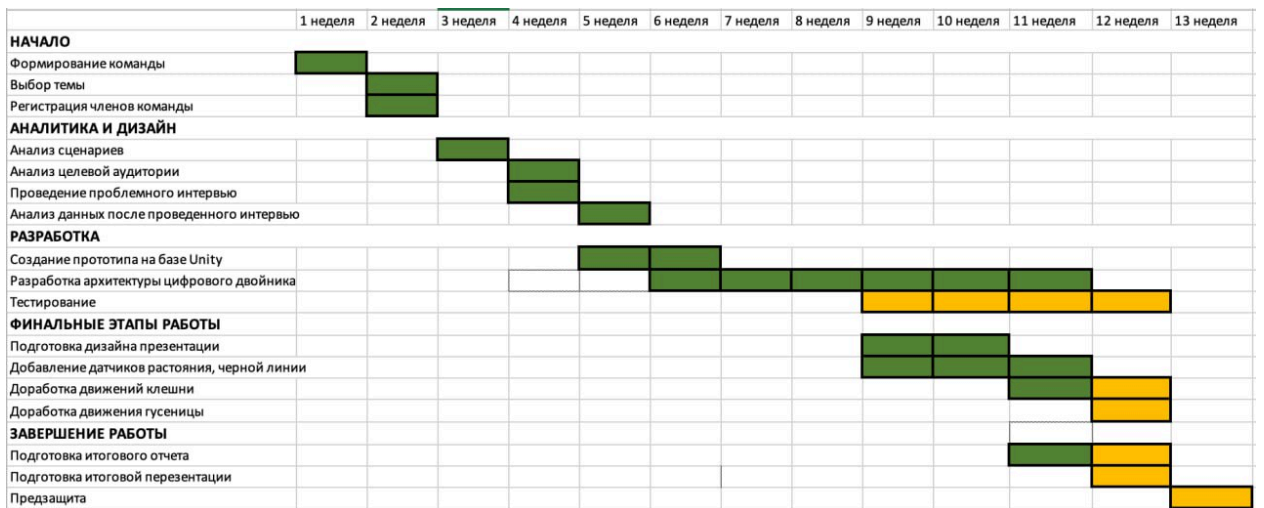 1 неделя 2 неделя 3 неделя 4 неделя 5 неделя 6 неделя 7 неделя 8 неделя 9 неделя 10 неделя 11 неделя 12 неделя 13 неделя
НАЧАЛО
Формирование команды
Выбор темы
Регистрация членов команды
АНАЛИТИКА И ДИЗАЙН
Анализ сценариев
Анализ целевой аудитории
Проведение проблемного интервью
Анализ данных после проведенного интервью
РАЗРАБОТКА
Создание прототипа на базе Unity
Разработка архитектуры цифрового двойника
Тестирование
ФИНАЛЬНЫЕ ЭТАПЫ РАБОТЫ
Подготовка дизайна презентации
Добавление датчиков растояния, черной линии
Доработка движений клешни
Доработка движения гусеницы
ЗАВЕРШЕНИЕ РАБОТЫ
Подготовка итогового отчета
Подготовка итоговой перезентации
Предзащита